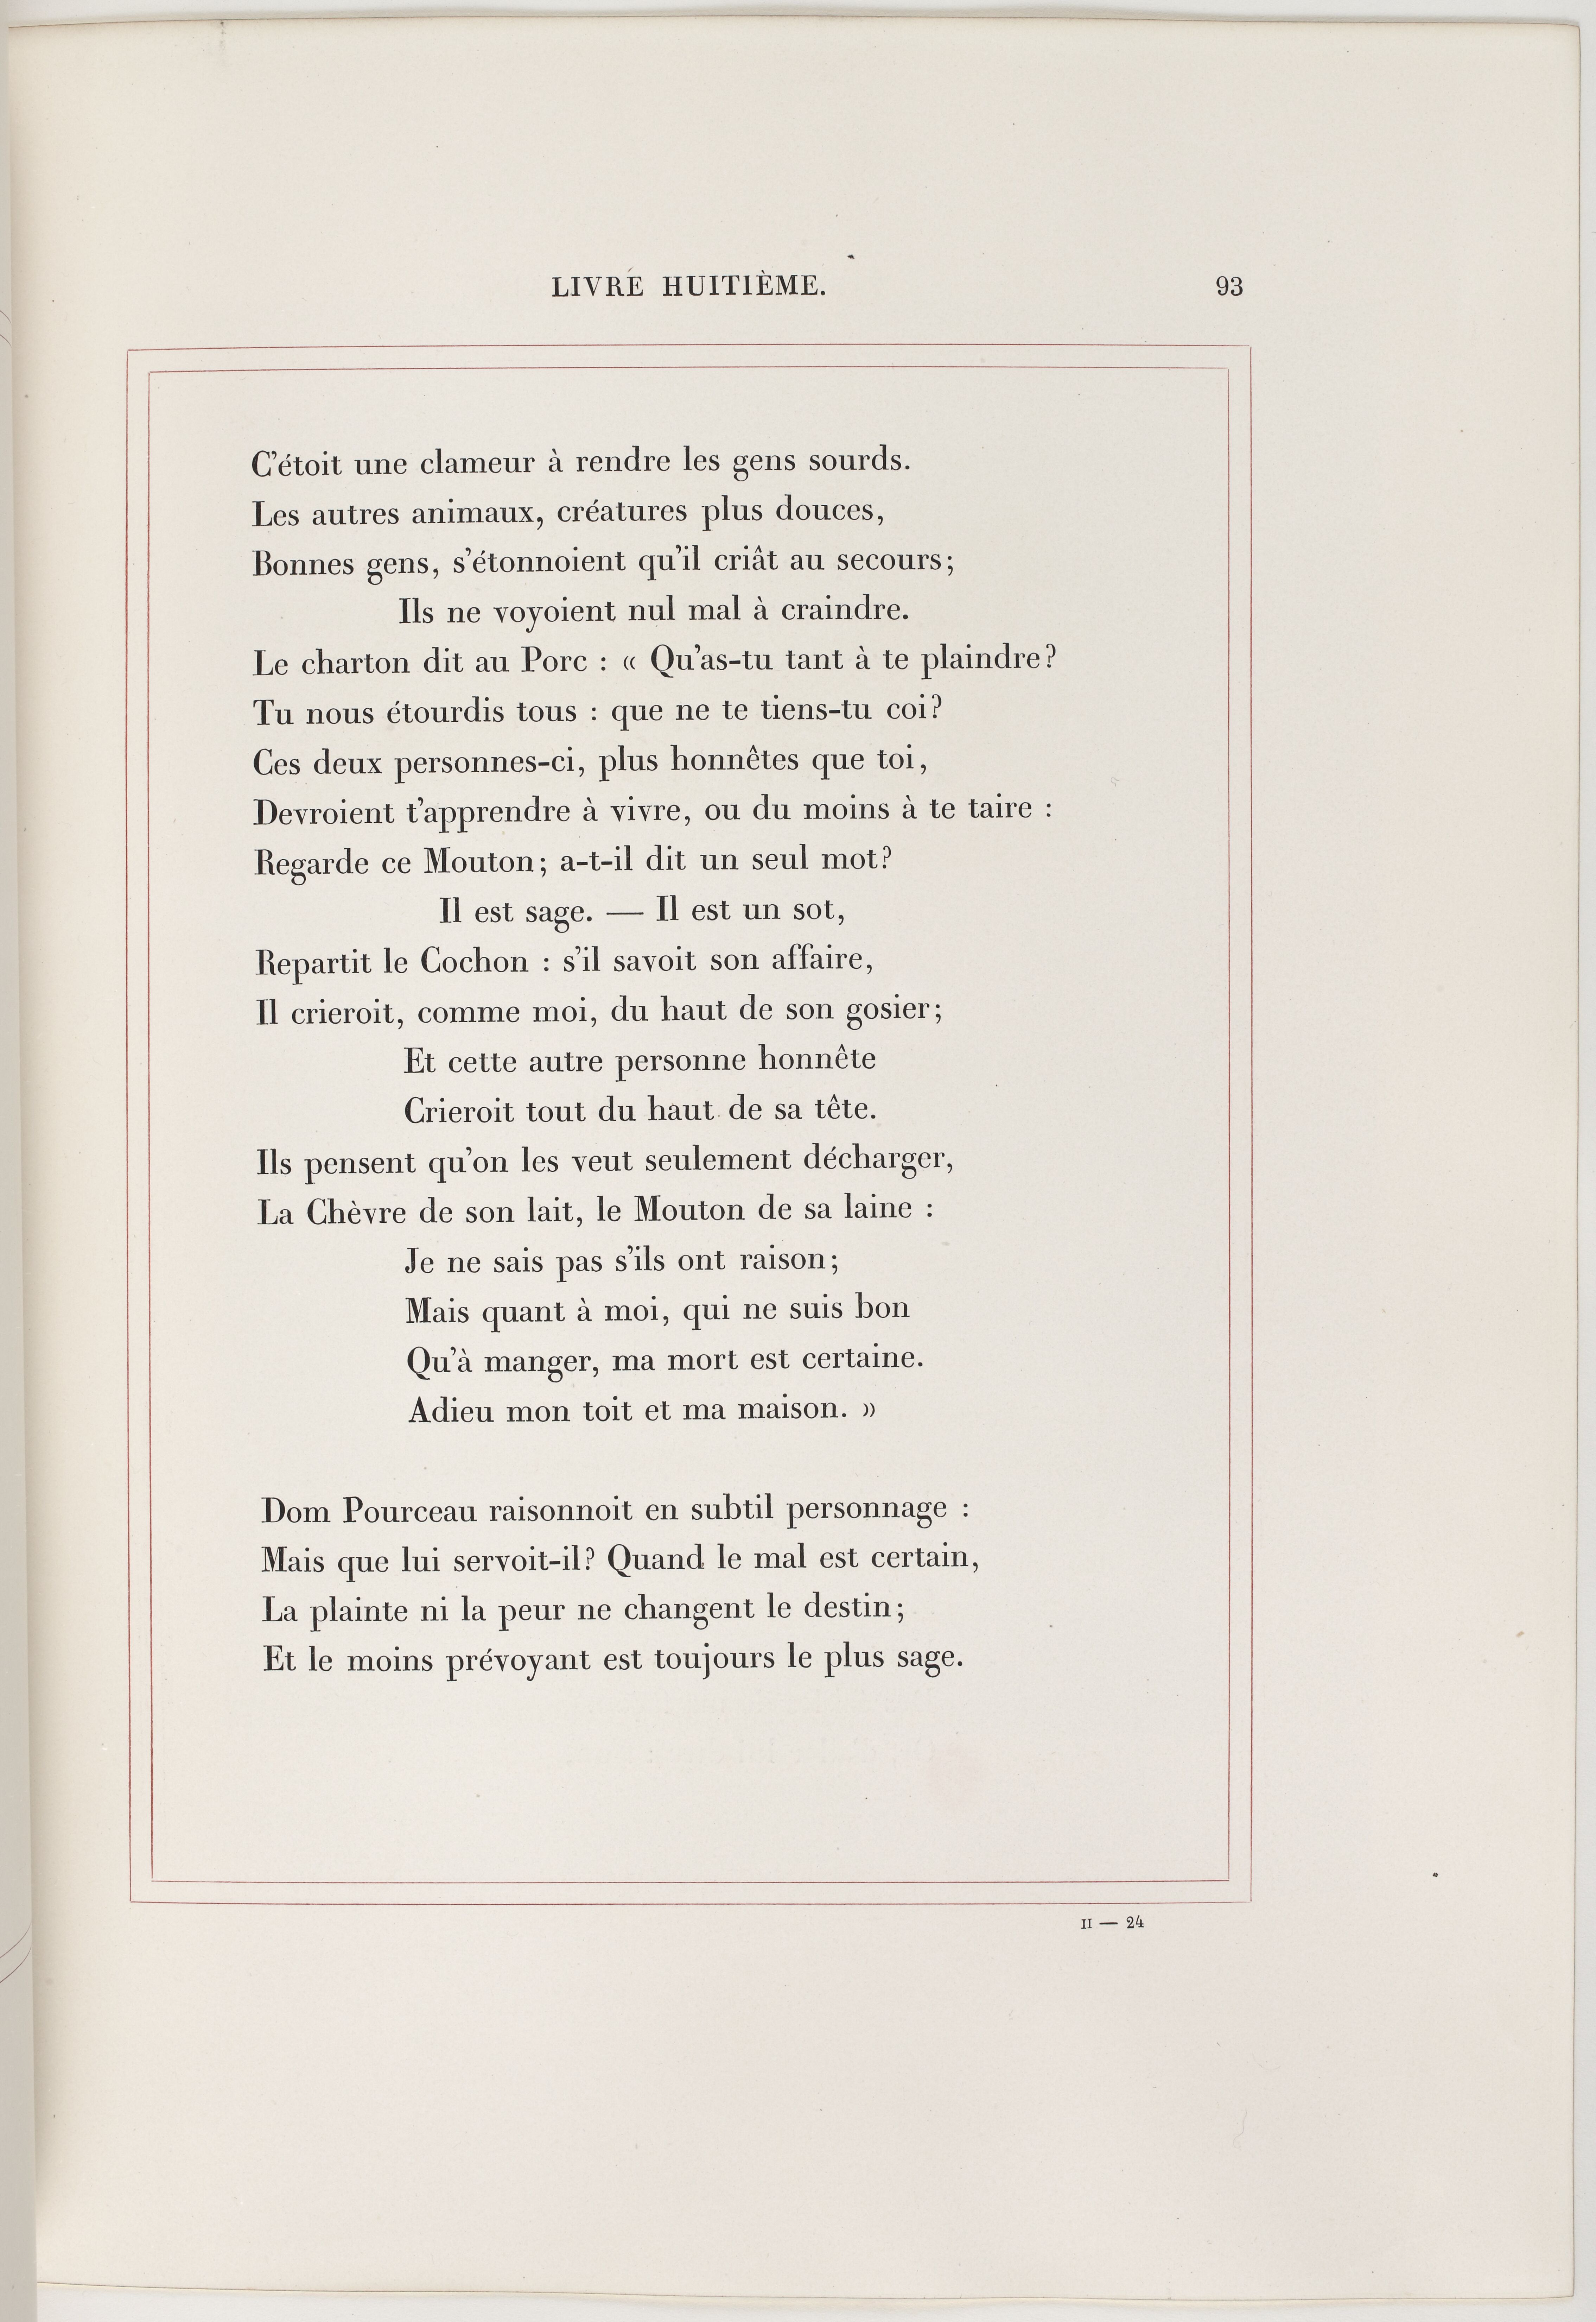 LIVRE HUITIÈME. 93
C'étoit une clameur à rendre les gens sourds.
Les autres animaux, créatures plus douces,
Bonnes gens, s'étonnoient qu'il criât au secours;
Ils ne voyoient nul mal à craindre.
Le charton dit au Porc : « Qu'as-tu tant à te plaindre?
Tu nous étourdis tous : que ne te tiens-tu coi?
Ces deux personnes-ci, plus honnêtes que toi,
Devroient t'apprendre à vivre, ou du moins à te taire :
Regarde ce Mouton; a-t-il dit un seul mot?
Il est sage. — Il est un sot,
Repartit le Cochon : s'il savoit son affaire,
Il crieroit, comme moi, du haut de son gosier;
Et cette autre personne honnête
Crieroit tout du haut de sa tête.
Ils pensent qu'on les veut seulement décharger,
La Chèvre de son lait, le Mouton de sa laine :
Je ne sais pas s'ils ont raison;
Mais quant à moi, qui ne suis bon
Qu'à manger, ma mort est certaine.
Adieu mon toit et ma maison. »
Dom Pourceau raisonnoit en subtil personnage :
Mais que lui servoit-il? Quand le mal est certain,
La plainte ni la peur ne changent le destin;
Et le moins prévoyant est toujours le plus sage.
II — 24